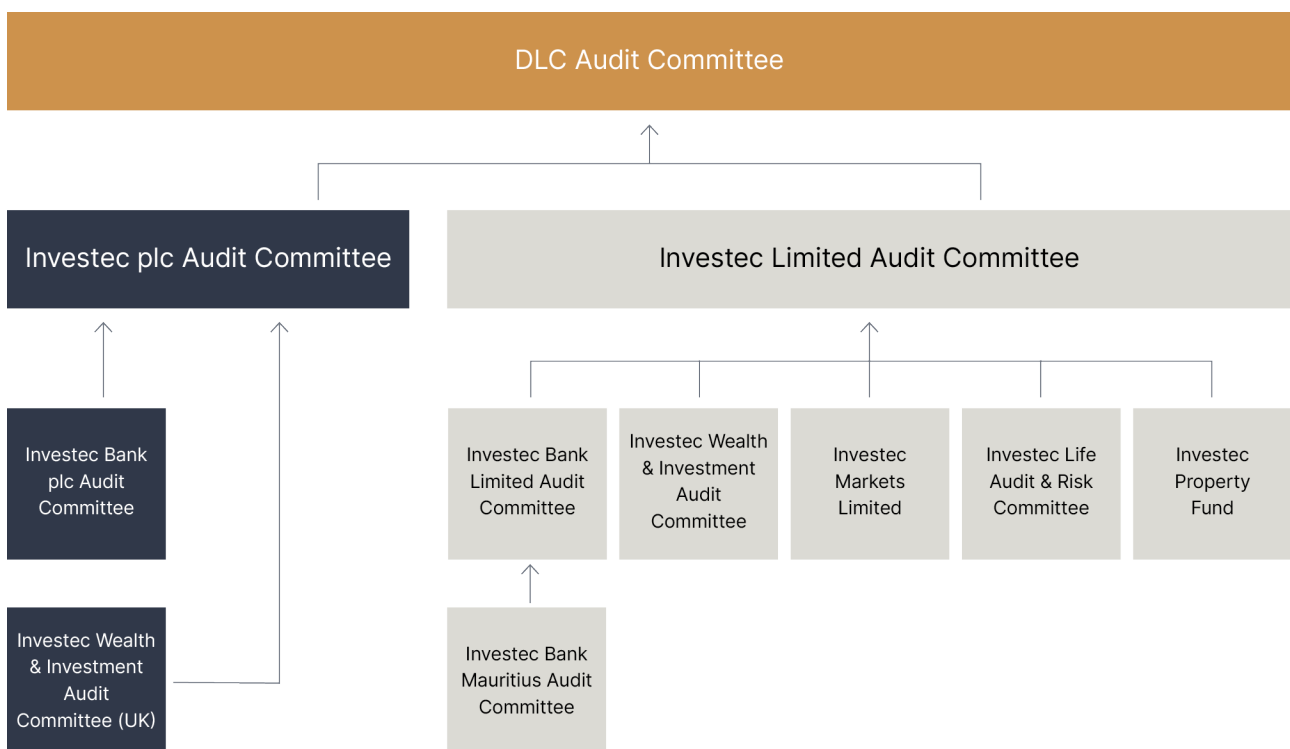 DLC Audit Committee
Investec plc Audit Committee
Investec Limited Audit Committee
Investec Bank
plc Audit
Committee
Investec Bank
Limited Audit
Committee
Investec Wealth
& Investment
Audit
Committee
Investec
Markets
Limited
Investec Life
Audit & Risk
Committee
Investec
Property
Fund
Investec Wealth
& Investment
Audit
Committee (UK)
Investec Bank
Mauritius Audit
Committee